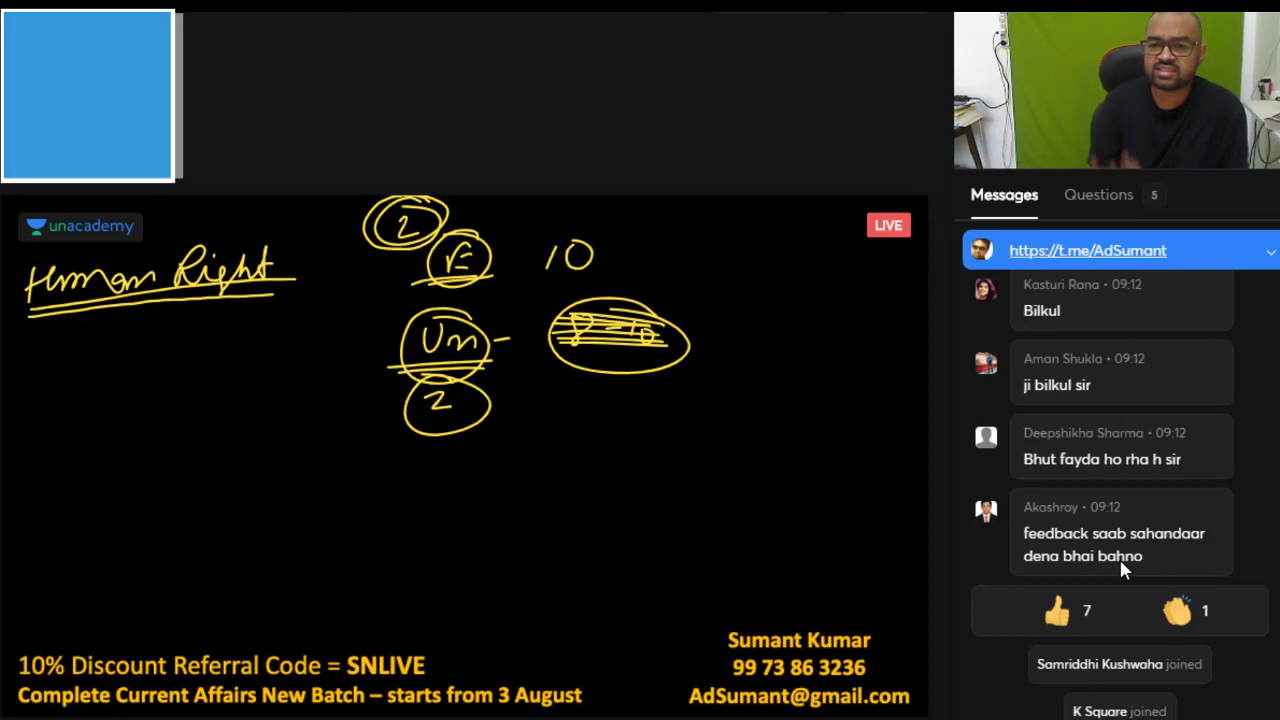 unacademy
LIVE
Human Right
2
10
Un -
8-10
2
10% Discount Referral Code = SNLIVE
Complete Current Affairs New Batch – starts from 3 August
Sumant Kumar
99 73 86 3236
AdSumant@gmail.com
Messages
Questions 5
https://t.me/AdSumant
Kasturi Rana • 09:12
Bilkul
Aman Shukla • 09:12
ji bilkul sir
Deepshikha Sharma • 09:12
Bhut fayda ho rha h sir
Akashroy • 09:12
feedback saab sahandaar
dena bhai bahno
7
1
Samriddhi Kushwaha joined
K Square joined